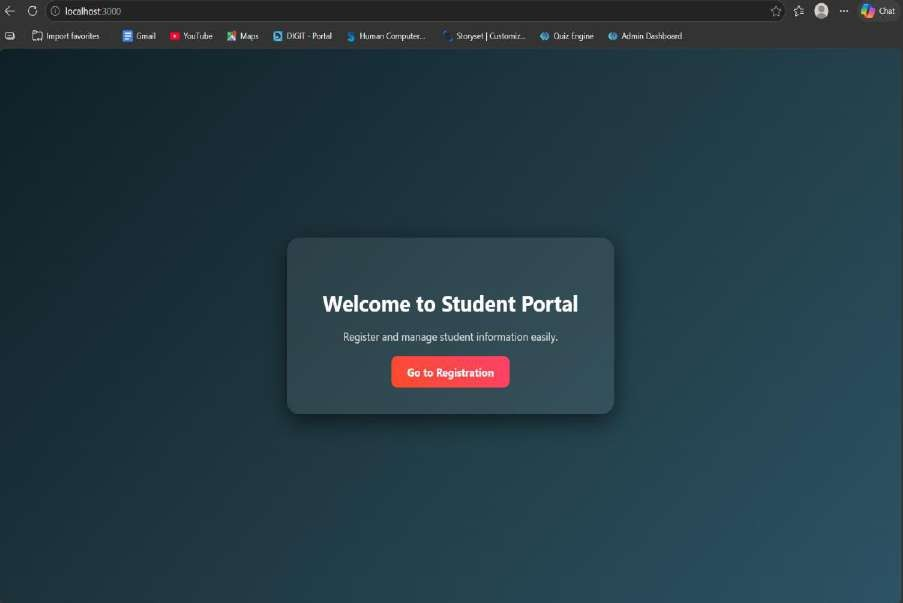 localhost:3000
Chat
Import favorites Gmail YouTube Maps DIGIT - Portal Human Computer... Storyset | Customiz... Quiz Engine Admin Dashboard
Welcome to Student Portal
Register and manage student information easily.
Go to Registration